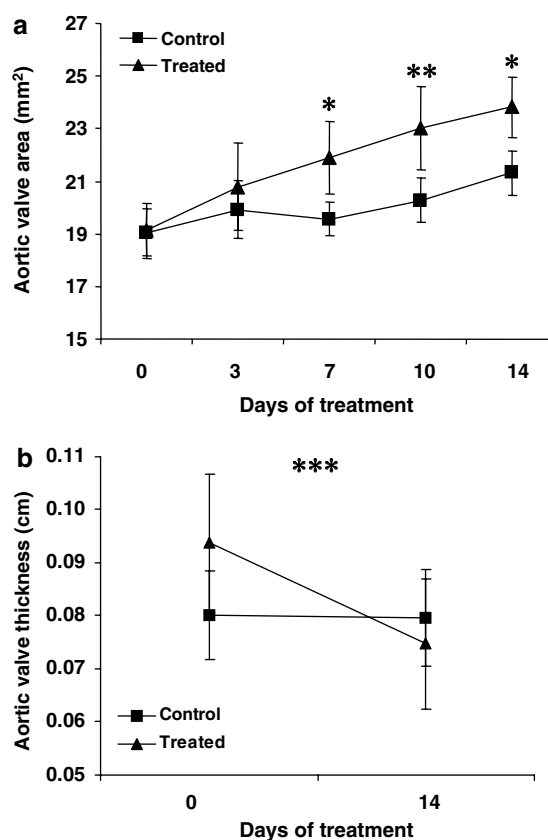 a
Aortic valve area (mm²)
27
25
23
21
19
17
15
Control
Treated
*
**
*
0 3 7 10 14
Days of treatment
b
Aortic valve thickness (cm)
0.11
0.10
0.09
0.08
0.07
0.06
0.05
***
Control
Treated
0 14
Days of treatment